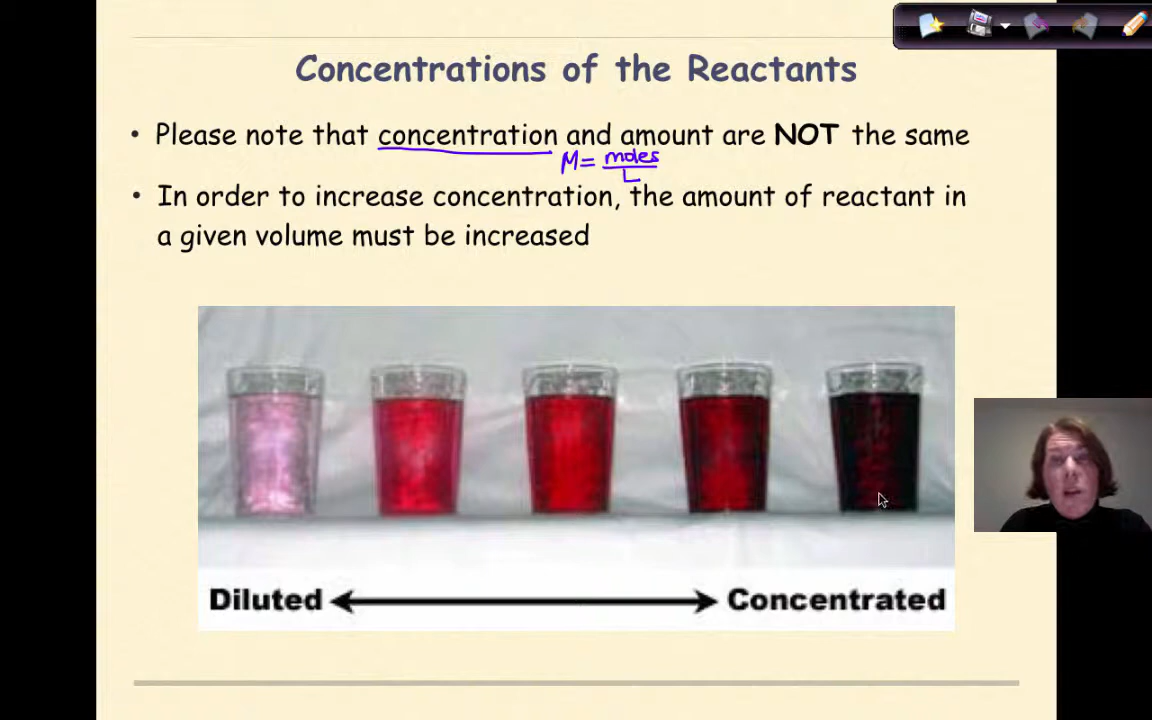 Concentrations of the Reactants
• Please note that concentration and amount are NOT the same
M = moles
L
• In order to increase concentration, the amount of reactant in
a given volume must be increased
Diluted
Concentrated